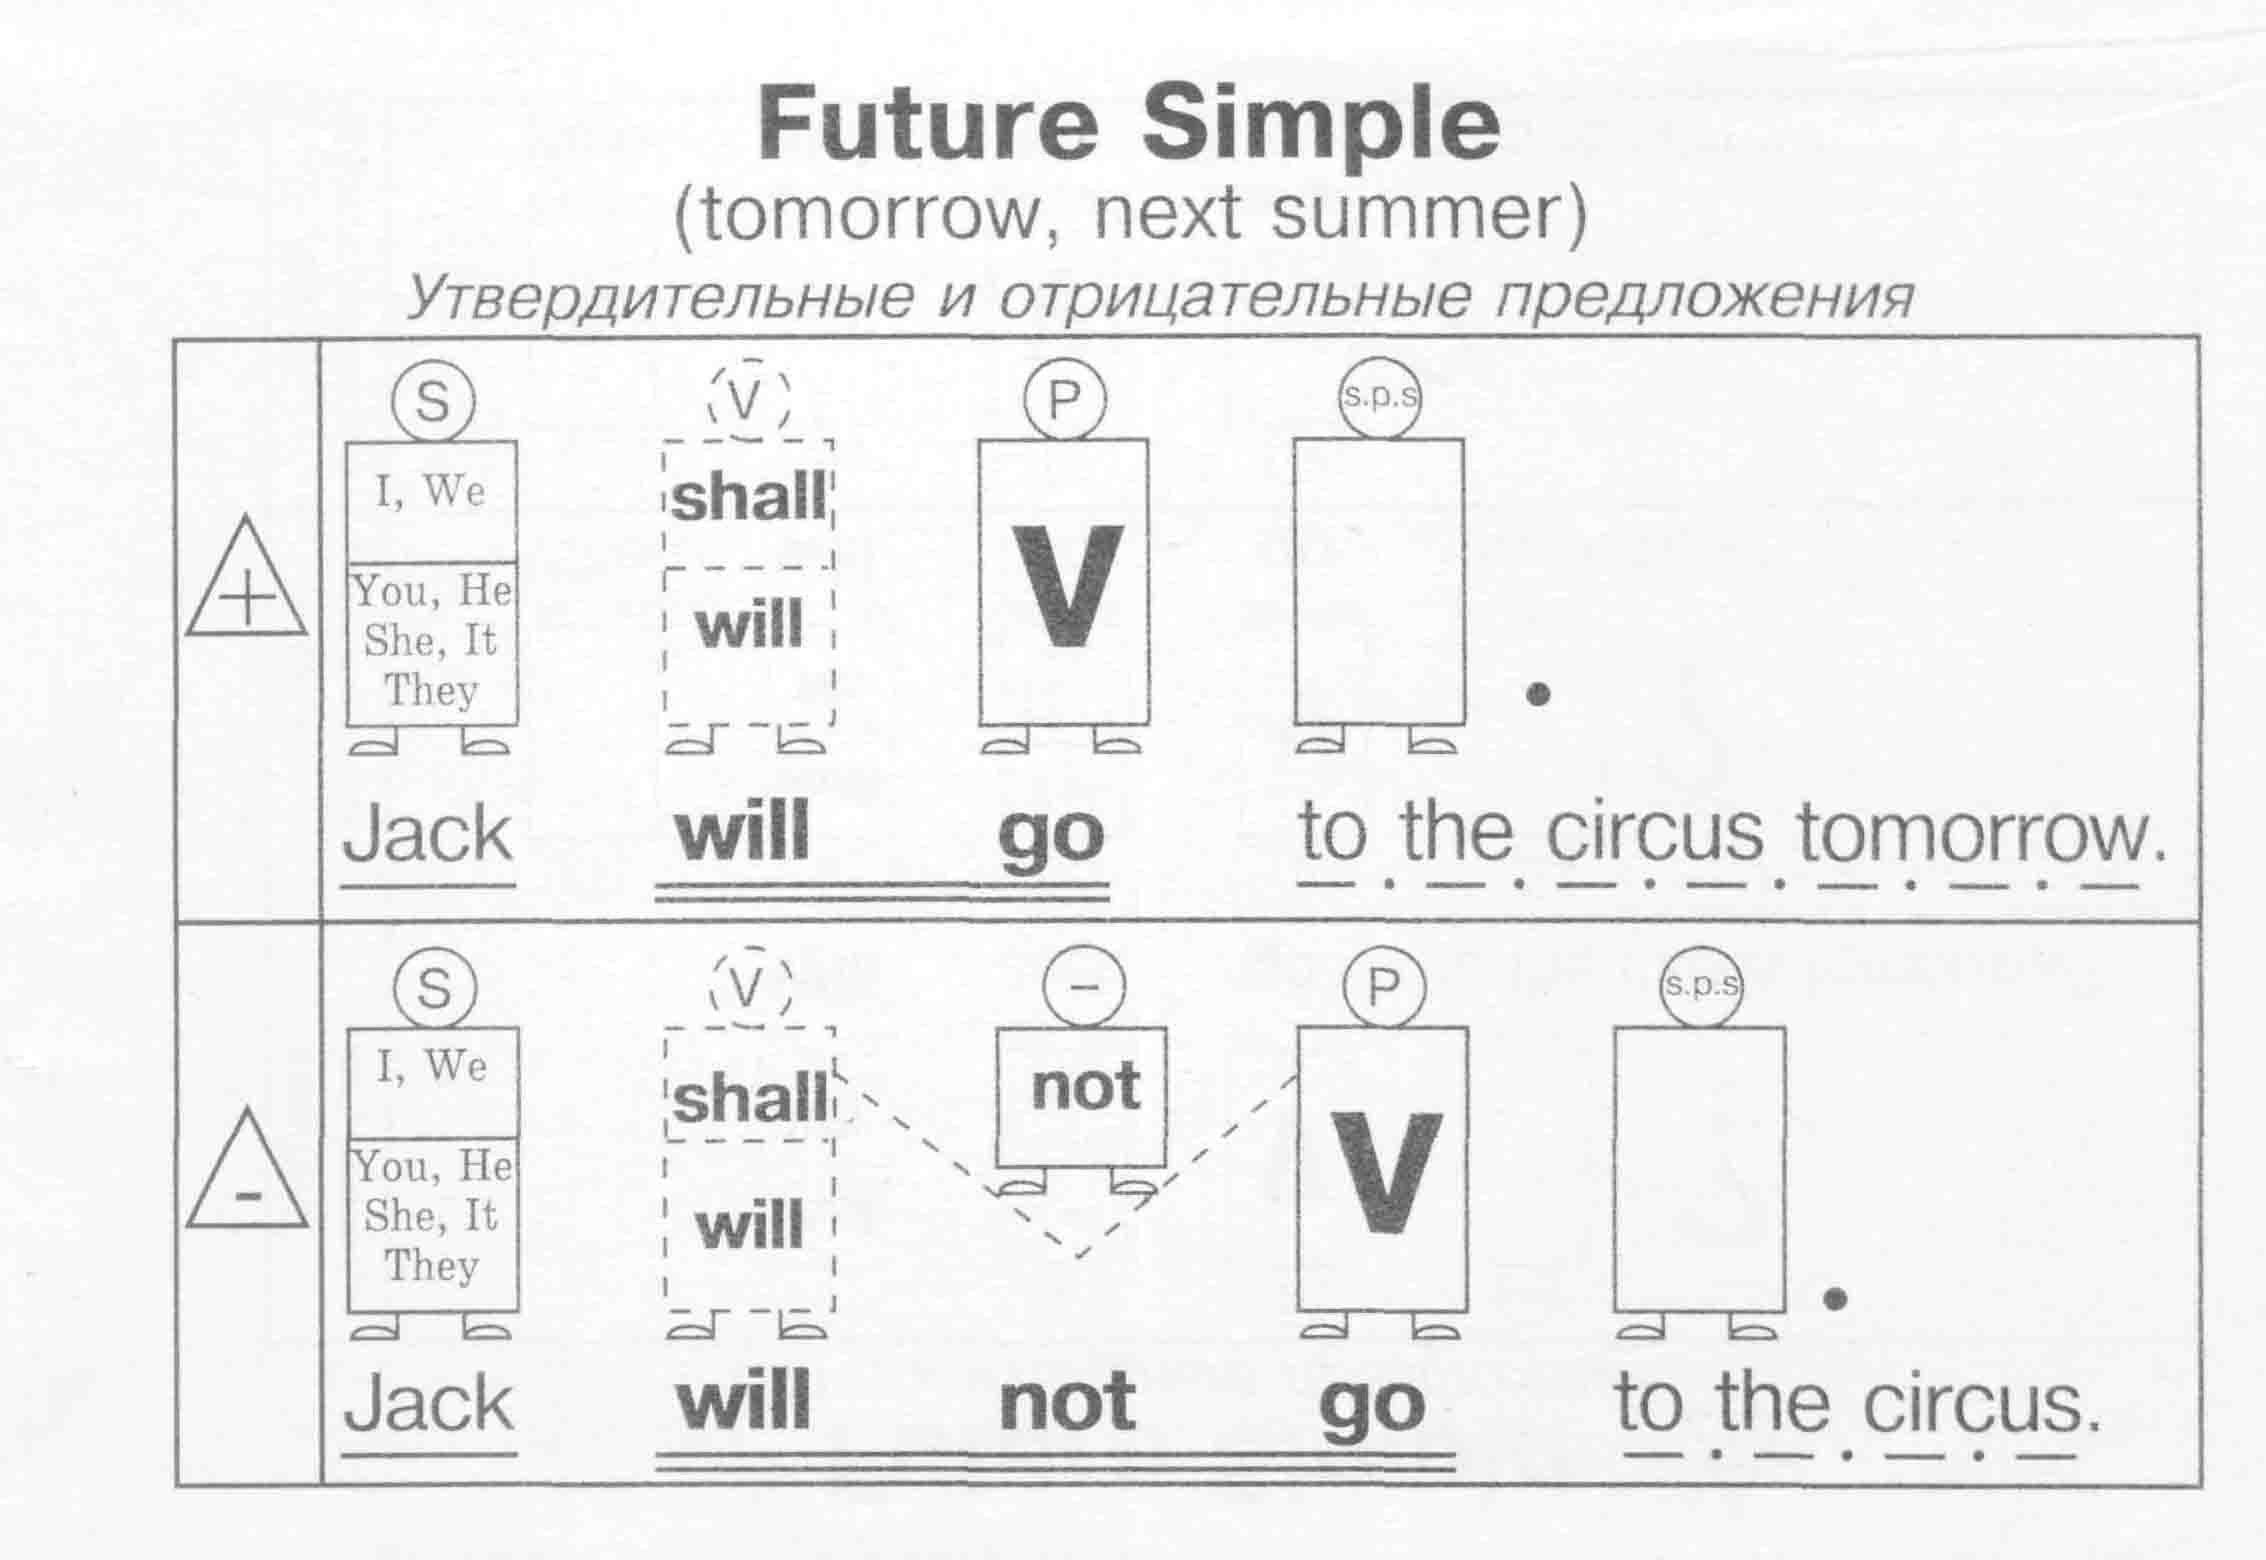 Future Simple
(tomorrow, next summer)
Утвердительные и отрицательные предложения
S V P s.p.s
+
I, We
shall
You, He
She, It
They
will
V
.
Jack will go to the circus tomorrow.
S V – P s.p.s
-
I, We
shall
not
You, He
She, It
They
will
V
.
Jack will not go to the circus.